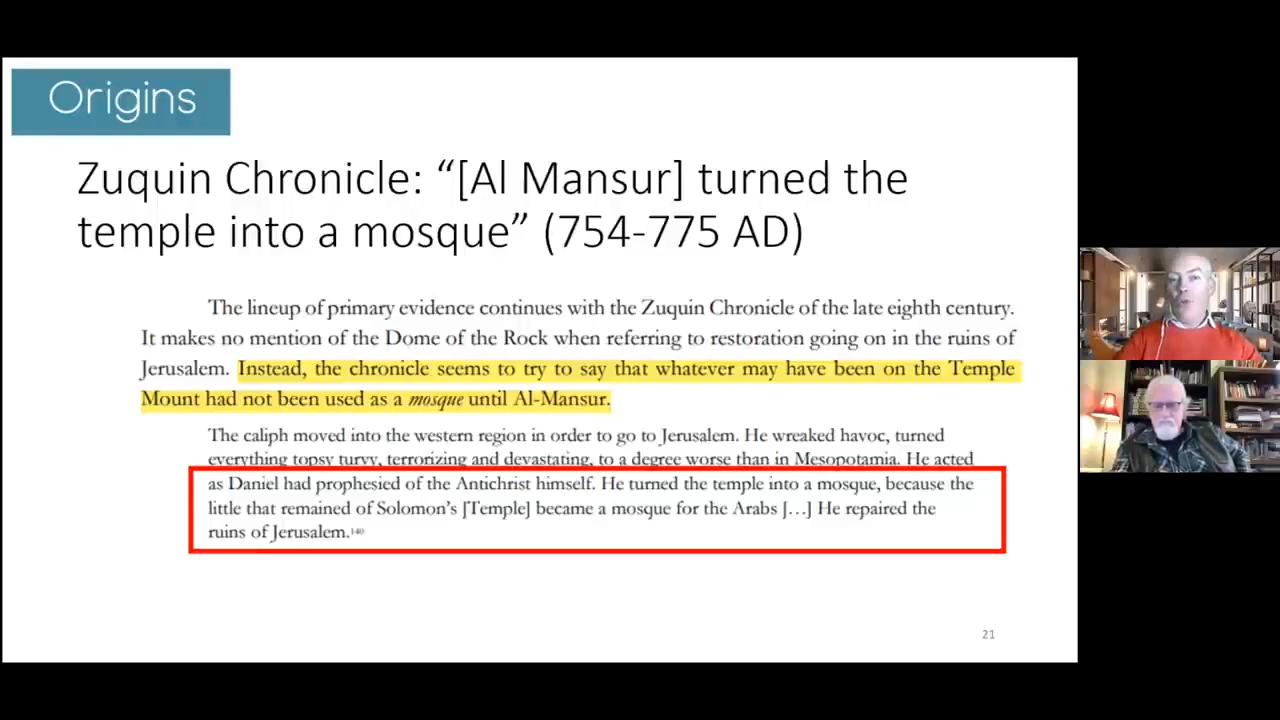 Origins
Zuquin Chronicle: “[Al Mansur] turned the
temple into a mosque” (754-775 AD)
The lineup of primary evidence continues with the Zuquin Chronicle of the late eighth century.
It makes no mention of the Dome of the Rock when referring to restoration going on in the ruins of
Jerusalem. Instead, the chronicle seems to try to say that whatever may have been on the Temple
Mount had not been used as a mosque until Al-Mansur.
The caliph moved into the western region in order to go to Jerusalem. He wreaked havoc, turned
everything topsy turvy, terrorizing and devastating, to a degree worse than in Mesopotamia. He acted
as Daniel had prophesied of the Antichrist himself. He turned the temple into a mosque, because the
little that remained of Solomon’s [Temple] became a mosque for the Arabs […] He repaired the
ruins of Jerusalem.¹⁴⁰
21